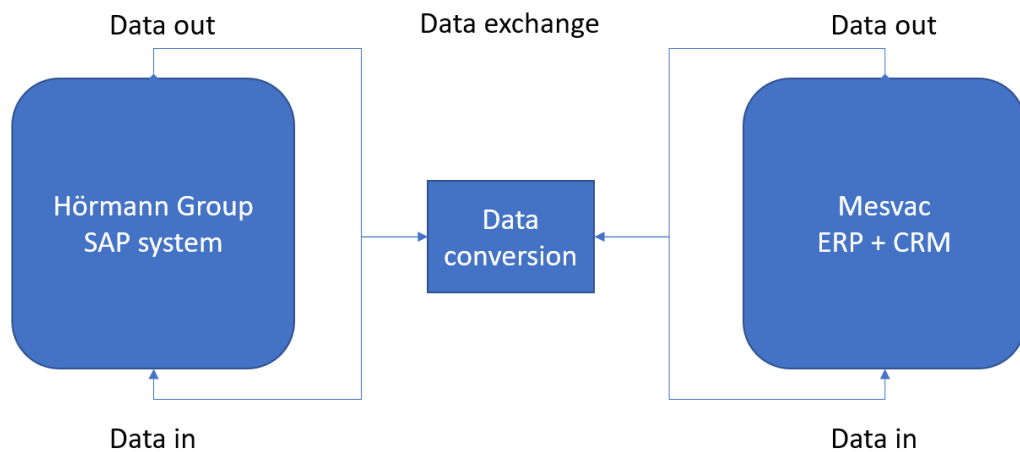 Data out
Data exchange
Data out
Hörmann Group
SAP system
Data
conversion
Mesvac
ERP + CRM
Data in
Data in